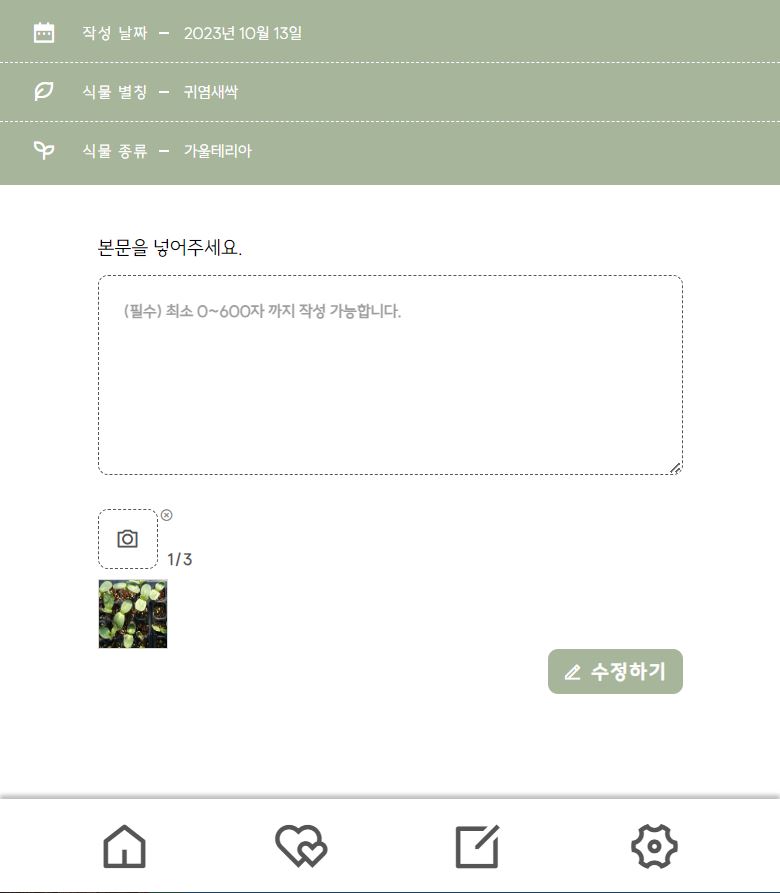 작성 날짜 – 2023년 10월 13일
식물 별칭 – 귀염새싹
식물 종류 – 가울테리아
본문을 넣어주세요.
(필수) 최소 0~600자 까지 작성 가능합니다.
1/3
수정하기